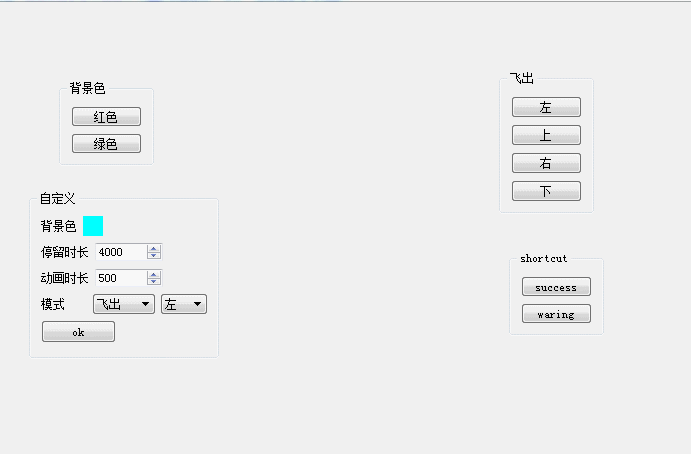 背景色
红色
绿色
自定义
背景色
停留时长 4000
动画时长 500
模式 飞出 左
ok
飞出
左
上
右
下
shortcut
success
waring